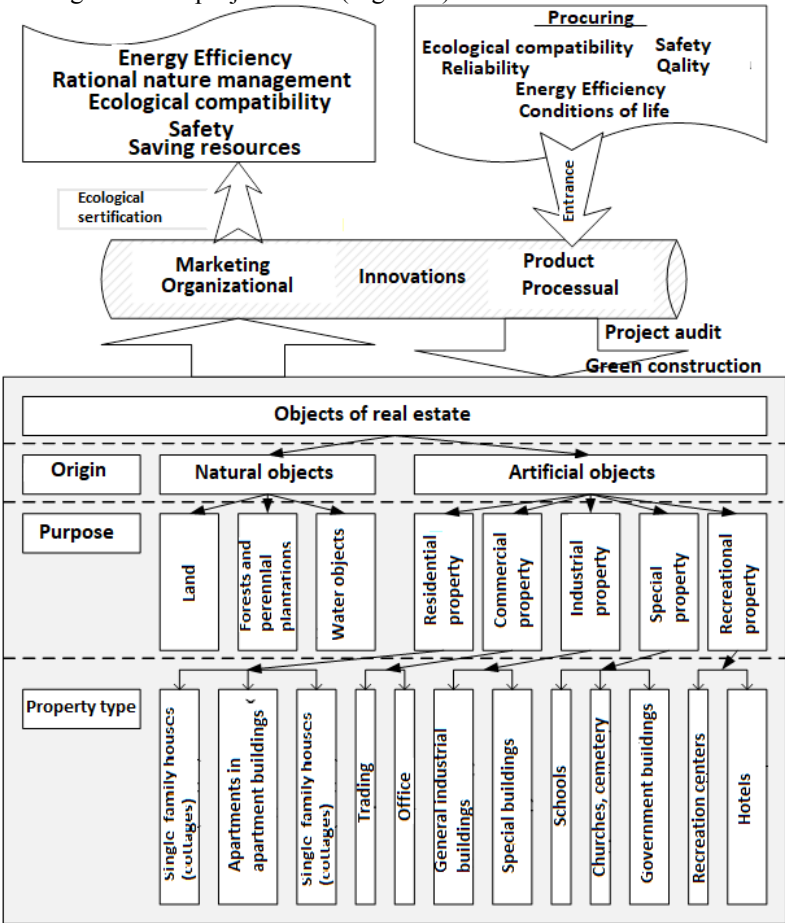 Procuring
Energy Efficiency
Rational nature management
Ecological compatibility
Safety
Saving resources
Ecological compatibility Safety
Reliability Qality
Energy Efficiency
Conditions of life
Ecological
sertification
Entrance
Marketing
Organizational
Innovations
Product
Processual
Project audit
Green construction
Objects of real estate
Origin
Natural objects
Artificial objects
Purpose
Land
Forests and
perennial
plantations
Water objects
Residential
property
Commercial
property
Industrial
property
Special
property
Recreational
property
Property type
Single family houses
(cottages)
Apartments in
apartment buildings
Single family houses
(cottages)
Trading
Office
General industrial
buildings
Special buildings
Schools
Churches, cemetery
Government buildings
Recreation centers
Hotels